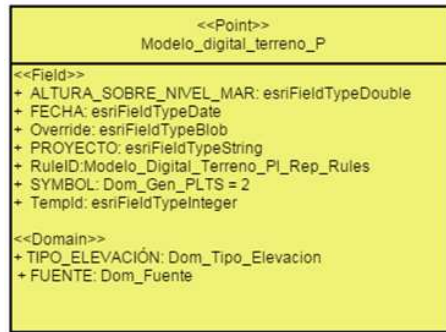 <<Point>>
Modelo_digital_terreno_P
<<Field>>
+ ALTURA_SOBRE_NIVEL_MAR: esriFieldTypeDouble
+ FECHA: esriFieldTypeDate
+ Override: esriFieldTypeBlob
+ PROYECTO: esriFieldTypeString
+ RuleID:Modelo_Digital_Terreno_Pl_Rep_Rules
+ SYMBOL: Dom_Gen_PLTS = 2
+ TempId: esriFieldTypeInteger
<<Domain>>
+ TIPO_ELEVACIÓN: Dom_Tipo_Elevacion
+ FUENTE: Dom_Fuente